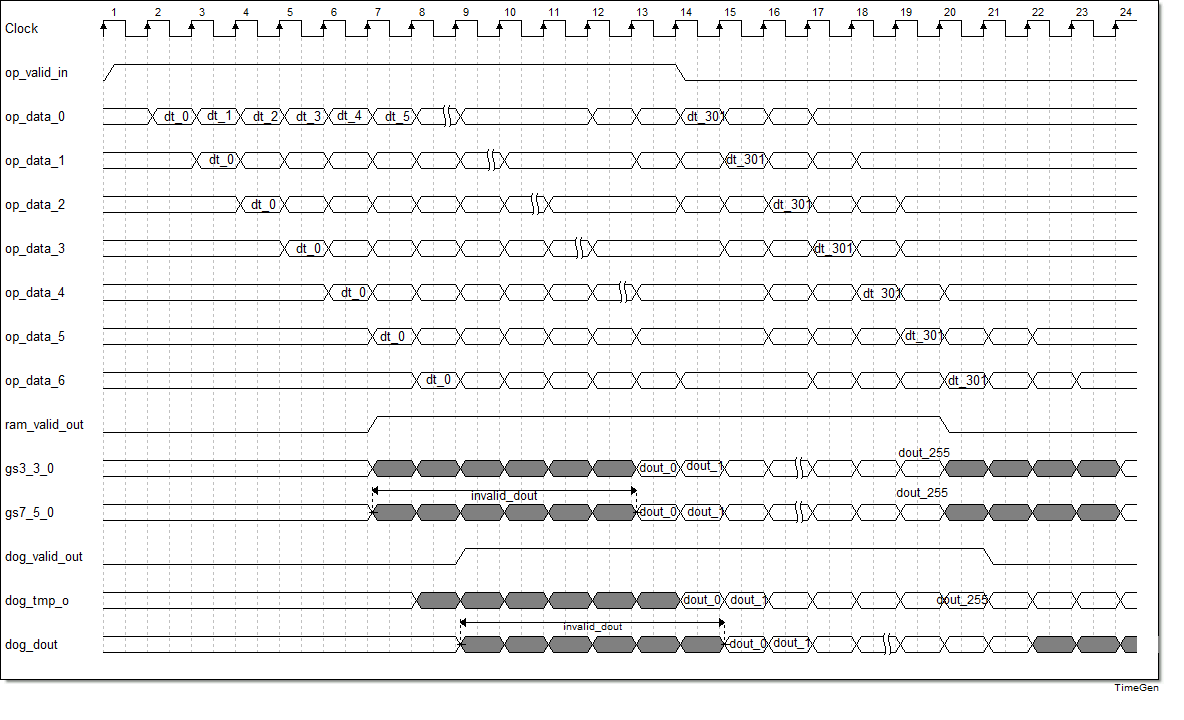 1 2 3 4 5 6 7 8 9 10 11 12 13 14 15 16 17 18 19 20 21 22 23 24
Clock
op_valid_in
op_data_0 dt_0 dt_1 dt_2 dt_3 dt_4 dt_5 dt_301
op_data_1 dt_0 dt_301
op_data_2 dt_0 dt_301
op_data_3 dt_0 dt_301
op_data_4 dt_0 dt_301
op_data_5 dt_0 dt_301
op_data_6 dt_0 dt_301
ram_valid_out
dout_255
gs3_3_0 dout_0 dout_1
invalid_dout dout_255
gs7_5_0 dout_0 dout_1
dog_valid_out
dog_tmp_o dout_0 dout_1 dout_255
invalid_dout
dog_dout dout_0 dout_1
TimeGen